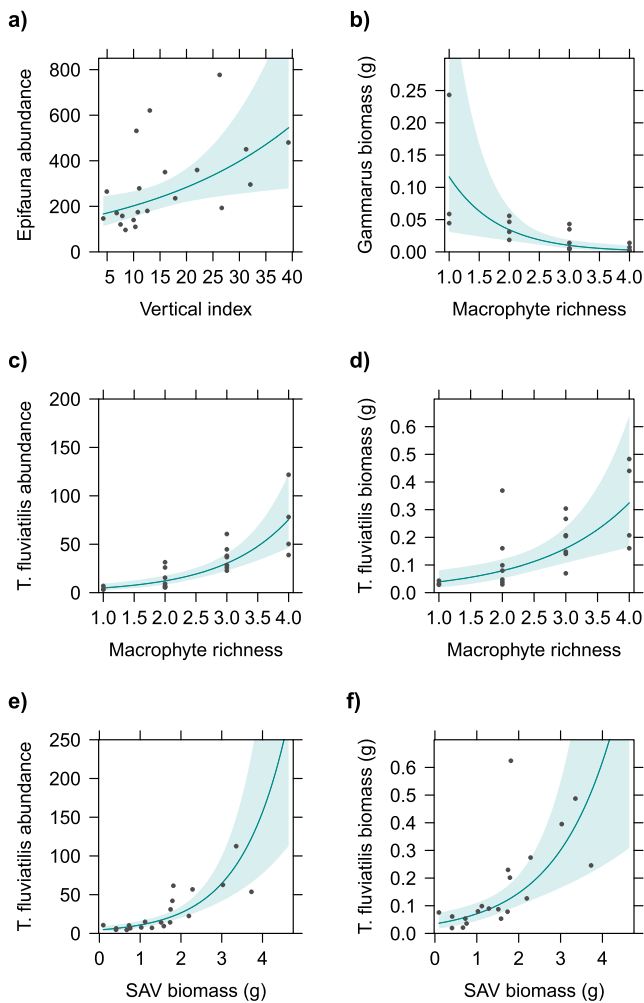 a)
Epifauna abundance
800
600
400
200
0
5 10 15 20 25 30 35 40
Vertical index
b)
Gammarus biomass (g)
0.25
0.20
0.15
0.10
0.05
0.00
1.0 1.5 2.0 2.5 3.0 3.5 4.0
Macrophyte richness
c)
T. fluviatilis abundance
200
150
100
50
0
1.0 1.5 2.0 2.5 3.0 3.5 4.0
Macrophyte richness
d)
T. fluviatilis biomass (g)
0.6
0.5
0.4
0.3
0.2
0.1
0.0
1.0 1.5 2.0 2.5 3.0 3.5 4.0
Macrophyte richness
e)
T. fluviatilis abundance
250
200
150
100
50
0
0 1 2 3 4
SAV biomass (g)
f)
T. fluviatilis biomass (g)
0.6
0.5
0.4
0.3
0.2
0.1
0.0
0 1 2 3 4
SAV biomass (g)